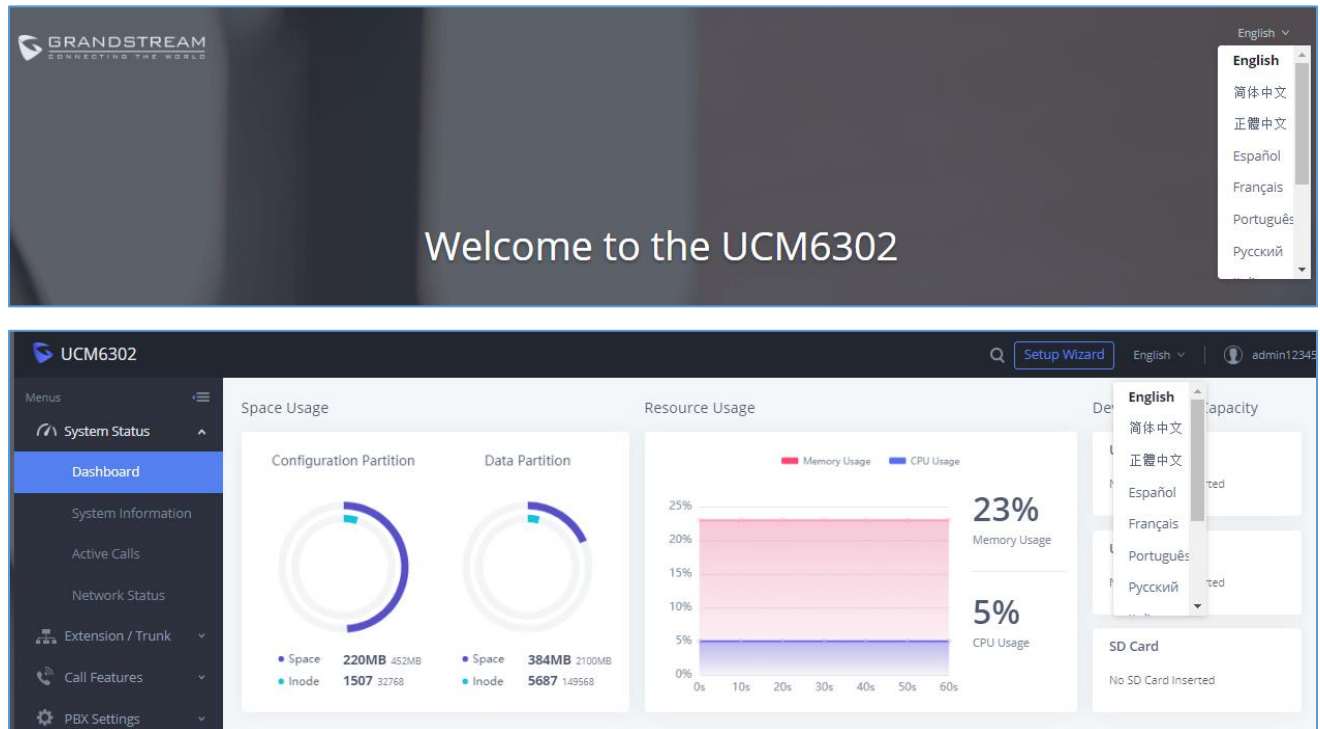 GRANDSTREAM
CONNECTING THE WORLD
English
English
简体中文
正體中文
Español
Français
Português
Русский
Welcome to the UCM6302
UCM6302
Setup Wizard
English
admin12345
English
简体中文
正體中文
Español
Français
Português
Русский
Menus
System Status
Dashboard
System Information
Active Calls
Network Status
Extension / Trunk
Call Features
PBX Settings
Space Usage
Configuration Partition
Data Partition
Space 220MB 452MB
Inode 1507 32768
Space 384MB 2100MB
Inode 5687 149568
Resource Usage
Memory Usage
CPU Usage
25%
20%
15%
10%
5%
0%
0s 10s 20s 30s 40s 50s 60s
23%
Memory Usage
5%
CPU Usage
Capacity
SD Card
No SD Card Inserted